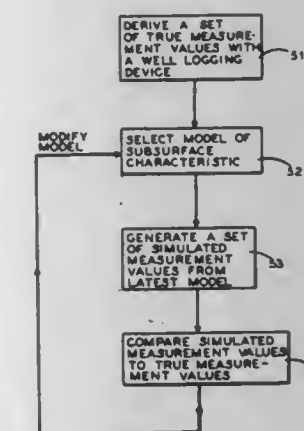 DERIVE A SET
OF TRUE MEASURE-
MENT VALUES WITH
A WELL LOGGING
DEVICE
51
MODIFY
MODEL
SELECT MODEL OF
SUBSURFACE
CHARACTERISTIC
52
GENERATE A SET
OF SIMULATED
MEASUREMENT
VALUES FROM
LATEST MODEL
53
COMPARE SIMULATED
MEASUREMENT VALUES
TO TRUE MEASURE-
MENT VALUES